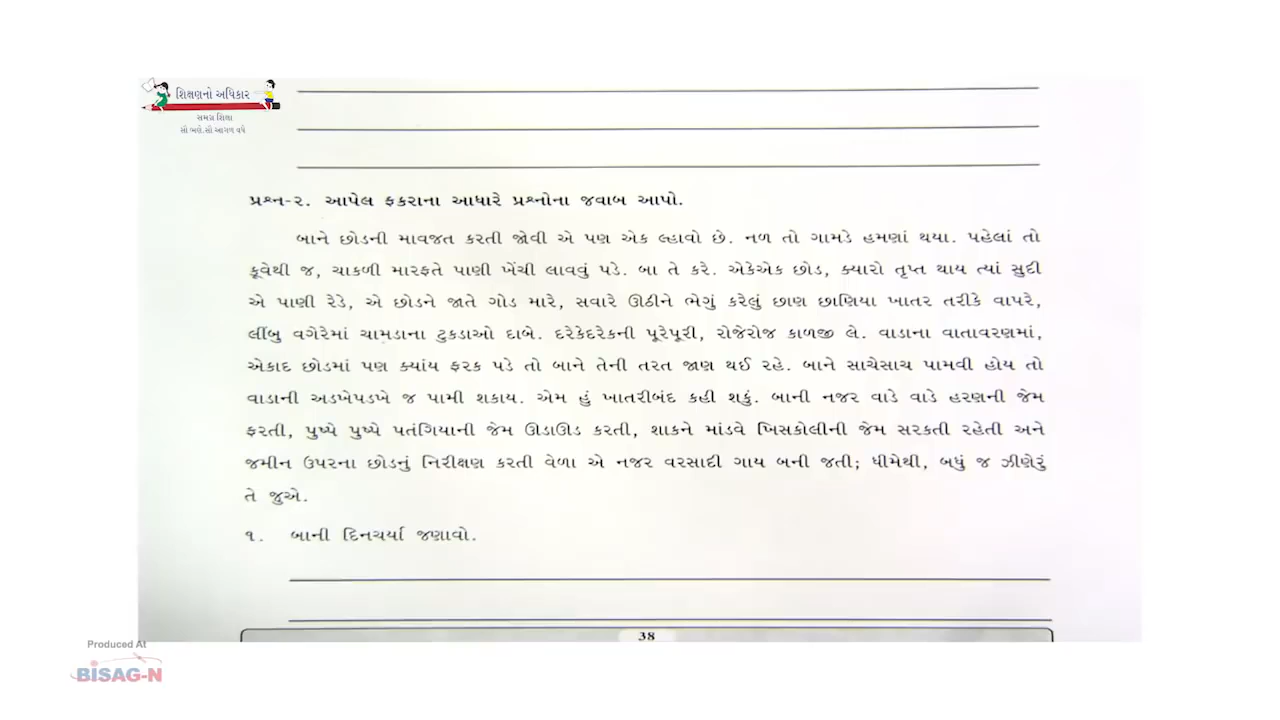 શિક્ષણનો અધિકાર
સમગ્ર શિક્ષા
સૌ ભણે.સૌ આગળ વધે
પ્રશ્ન-૨. આપેલ ફકરાના આધારે પ્રશ્નોના જવાબ આપો.
બાને છોડની માવજત કરતી જોવી એ પણ એક લ્હાવો છે. નળ તો ગામડે હમણાં થયા. પહેલાં તો
કૂવેથી જ, ચાકળી મારફતે પાણી ખેંચી લાવવું પડે. બા તે કરે. એકેએક છોડ, ક્યારો તૃપ્ત થાય ત્યાં સુદી
એ પાણી રેડે, એ છોડને જાતે ગોડ મારે, સવારે ઊઠીને ભેગું કરેલું છાણ છાણિયા ખાતર તરીકે વાપરે,
લીંબુ વગેરેમાં ચામડાના ટુકડાઓ દાબે. દરેકેદરેકની પૂરેપૂરી, રોજેરોજ કાળજી લે. વાડાના વાતાવરણમાં,
એકાદ છોડમાં પણ ક્યાંય ફરક પડે તો બાને તેની તરત જાણ થઈ રહે. બાને સાચેસાચ પામવી હોય તો
વાડાની અડખેપડખે જ પામી શકાય. એમ હું ખાતરીબંદ કહી શકું. બાની નજર વાડે વાડે હરણની જેમ
ફરતી, પુષ્પે પુષ્પે પતંગિયાની જેમ ઊડાઊડ કરતી, શાકને માંડવે ખિસકોલીની જેમ સરકતી રહેતી અને
જમીન ઉપરના છોડનું નિરીક્ષણ કરતી વેળા એ નજર વરસાદી ગાય બની જતી; ધીમેથી, બધું જ ઝીણેરું
તે જુએ.
૧. બાની દિનચર્યા જણાવો.
38
Produced At
BISAG-N